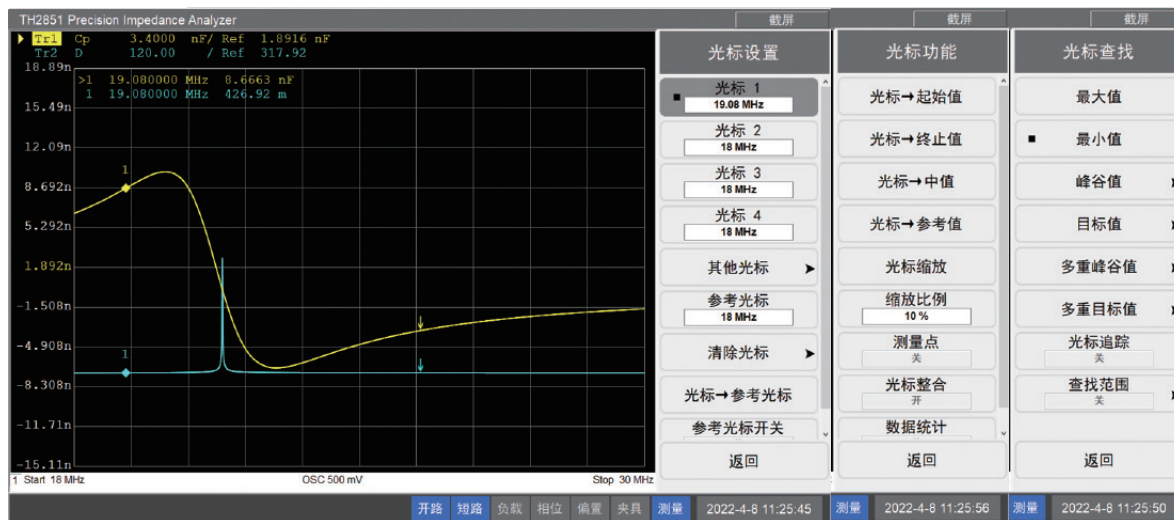 TH2851 Precision Impedance Analyzer
截屏
截屏
截屏
Tr1 Cp 3.4000 nF/ Ref 1.8916 nF
Tr2 D 120.00 / Ref 317.92
>1 19.080000 MHz 8.6663 nF
1 19.080000 MHz 426.92 m
18.89n
15.49n
12.09n
8.692n
5.292n
1.892n
-1.508n
-4.908n
-8.308n
-11.71n
-15.11n
1
1
1 Start 18 MHz
OSC 500 mV
Stop 30 MHz
光标设置
光标 1
19.08 MHz
光标 2
18 MHz
光标 3
18 MHz
光标 4
18 MHz
其他光标
参考光标
18 MHz
清除光标
光标→参考光标
参考光标开关
返回
光标功能
光标→起始值
光标→终止值
光标→中值
光标→参考值
光标缩放
缩放比例
10 %
测量点
关
光标整合
开
数据统计
返回
光标查找
最大值
最小值
峰谷值
目标值
多重峰谷值
多重目标值
光标追踪
关
查找范围
关
返回
开路 短路 负载 相位 偏置 夹具 测量 2022-4-8 11:25:45
测量 2022-4-8 11:25:56
测量 2022-4-8 11:25:50